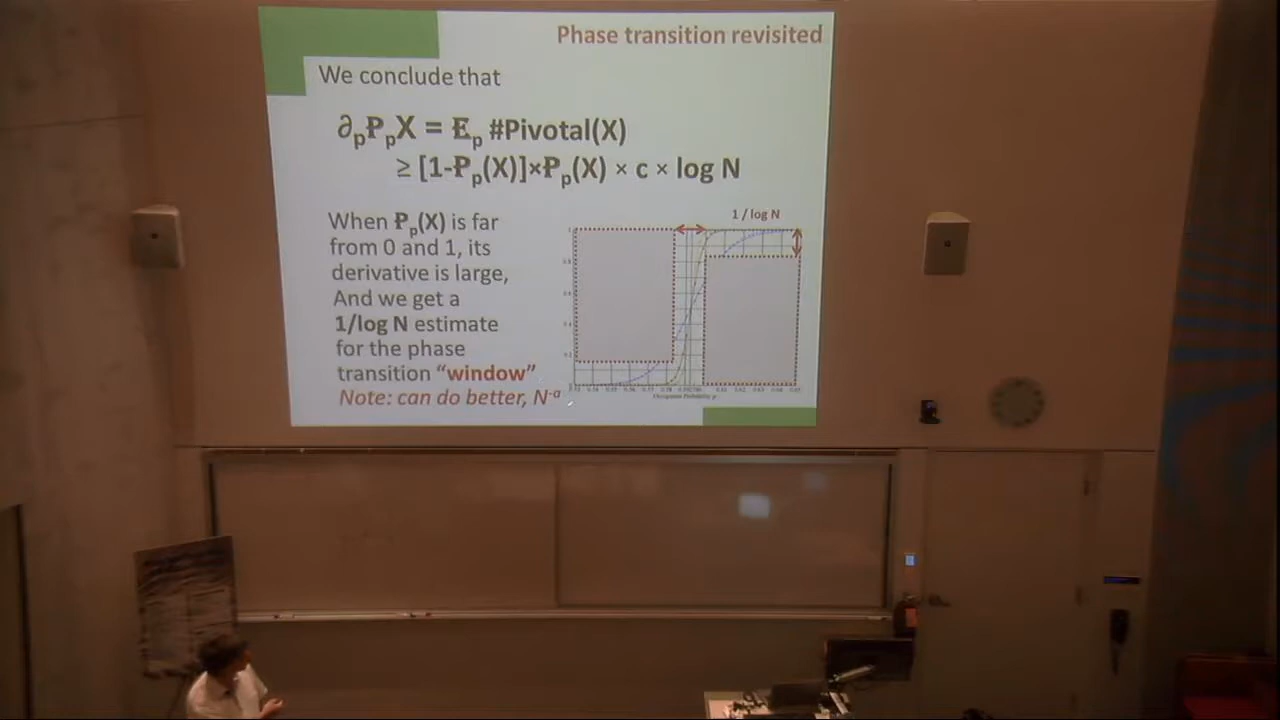 Phase transition revisited
We conclude that
∂pPpX = Ep #Pivotal(X)
≥ [1-Pp(X)]×Pp(X) × c × log N
When Pp(X) is far
from 0 and 1, its
derivative is large,
And we get a
1/log N estimate
for the phase
transition “window”
Note: can do better, N-a
1 / log N